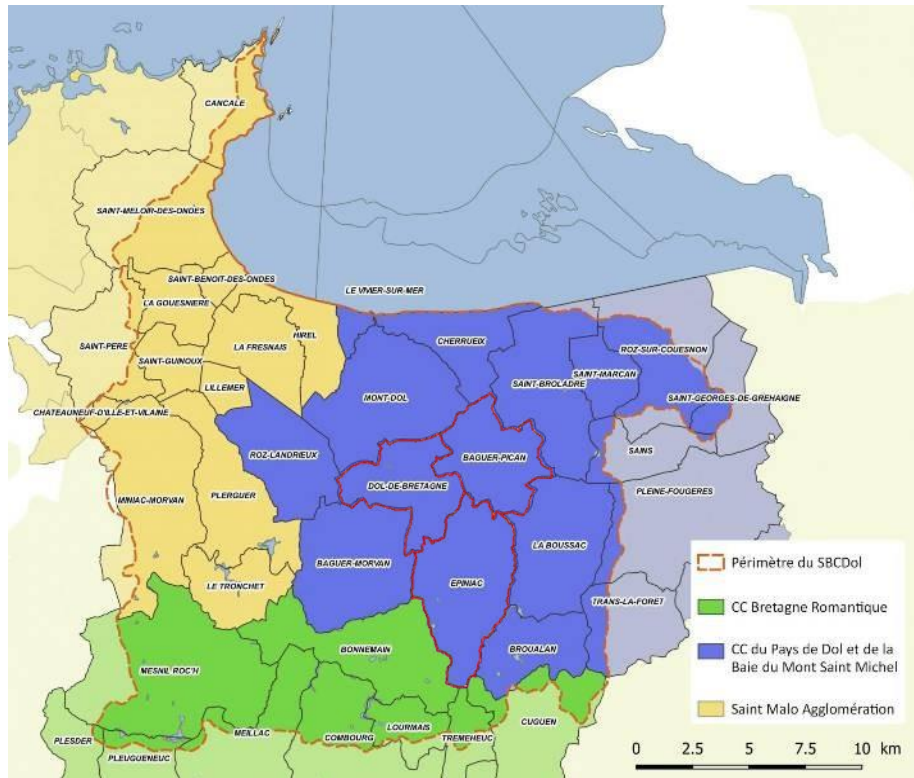 CANCALE
SAINT-MELOIR-DES-ONDES
SAINT-BENOIT-DES-ONDES
LE VIVIER-SUR-MER
LA GOUESNIERE
HIREL
CHERRUEIX
SAINT-PERE
LA FRESNAIS
ROZ-SUR-COUESNON
SAINT-GUINOUX
SAINT-MARCAN
LILLEMER
SAINT-BROLADRE
MONT-DOL
SAINT-GEORGES-DE-GREHAIGNE
CHATEAUNEUF-D'ILLE-ET-VILAINE
SAINS
ROZ-LANDRIEUX
BAGUER-PICAN
DOL-DE-BRETAGNE
PLEINE-FOUGERES
MINIAC-MORVAN
PLERGUER
LA BOUSSAC
BAGUER-MORVAN
LE TRONCHET
EPINIAC
TRANS-LA-FORET
BONNEMAIN
BROUALAN
MESNIL ROC'H
CUGUEN
LOURMAIS
MEILLAC
COMBOURG
TREMEHEUC
PLESDER
PLEUGUENEUC
Périmètre du SBCDol
CC Bretagne Romantique
CC du Pays de Dol et de la
Baie du Mont Saint Michel
Saint Malo Agglomération
0 2.5 5 7.5 10 km